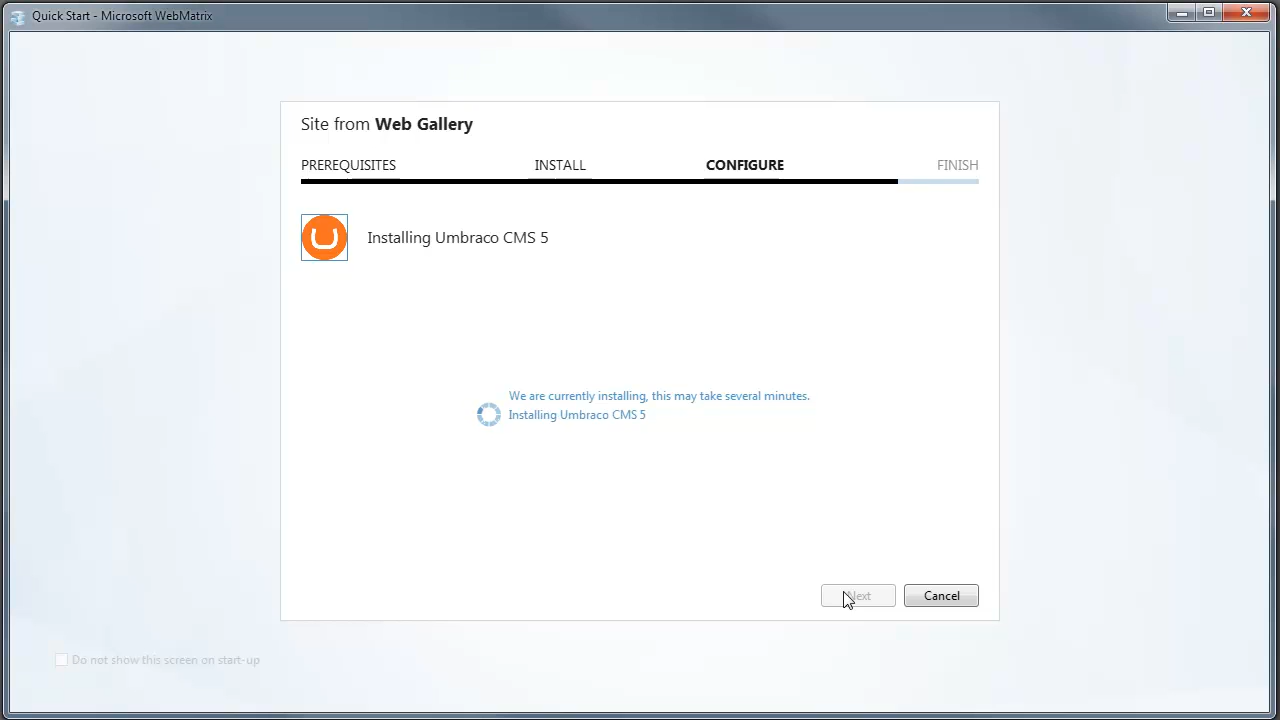 Quick Start - Microsoft WebMatrix
Site from Web Gallery
PREREQUISITES INSTALL CONFIGURE FINISH
Installing Umbraco CMS 5
We are currently installing, this may take several minutes.
Installing Umbraco CMS 5
Next Cancel
Do not show this screen on start-up